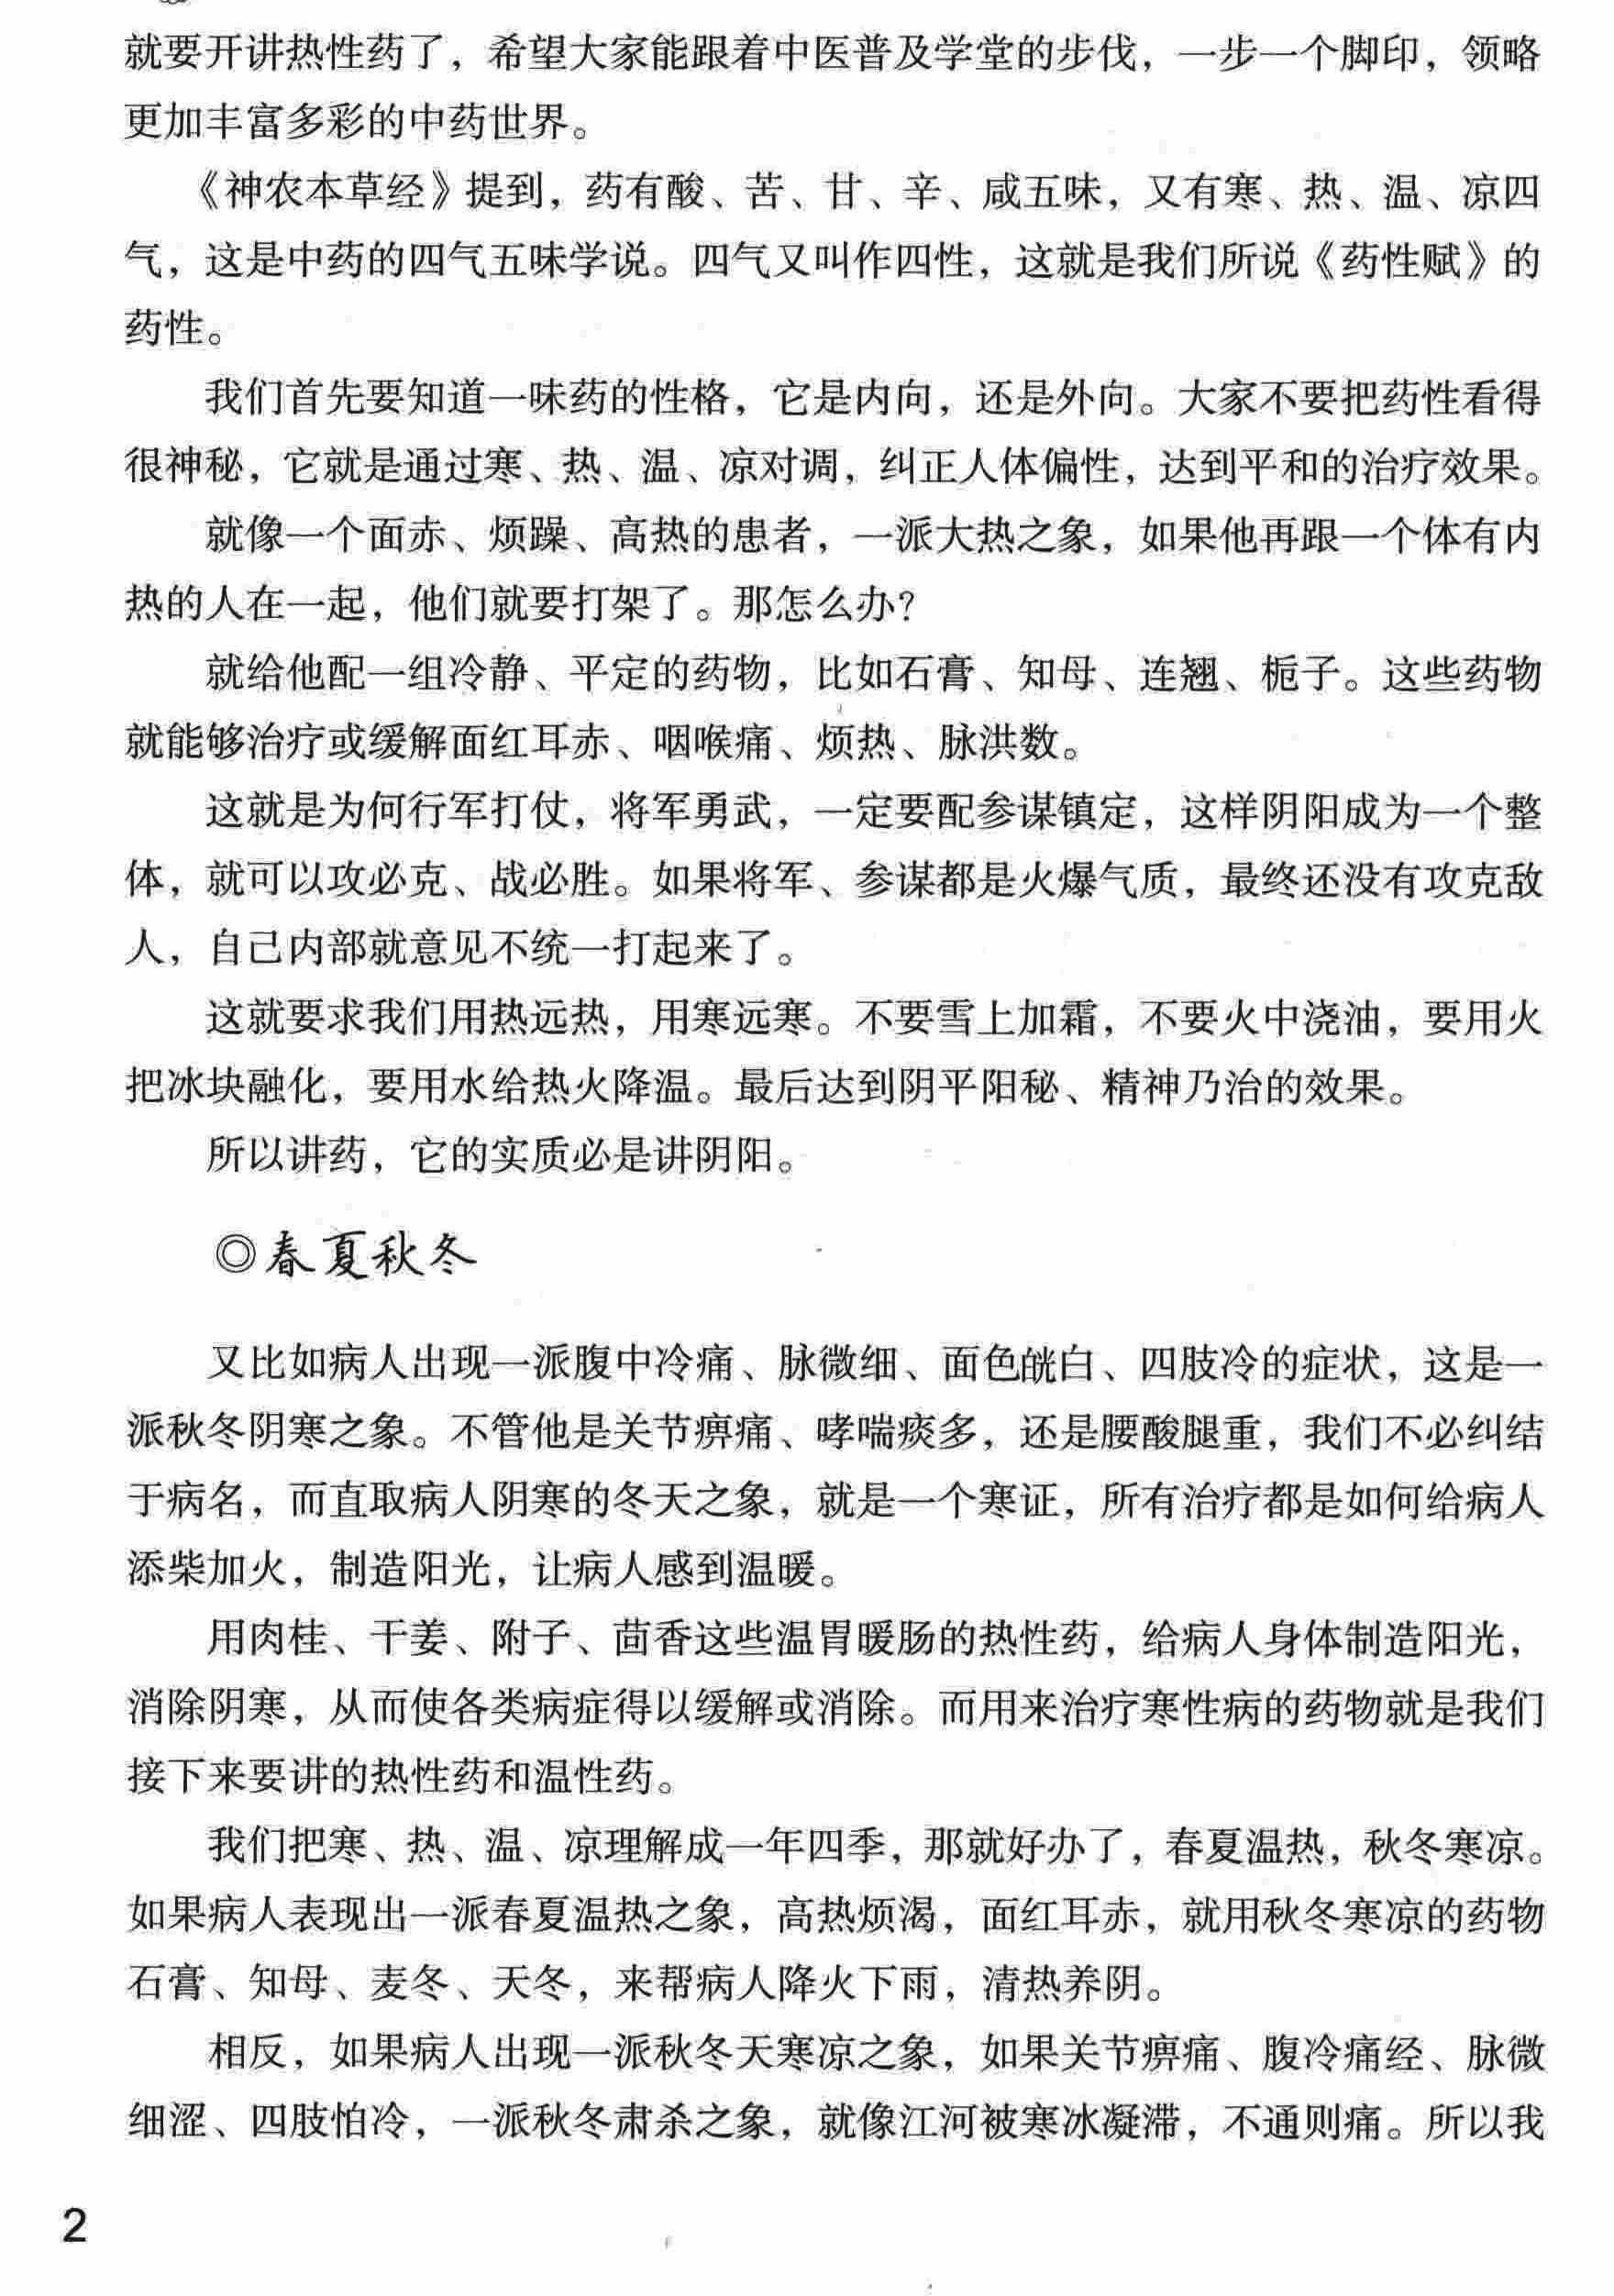 就要开讲热性药了，希望大家能跟着中医普及学堂的步伐，一步一个脚印，领略
更加丰富多彩的中药世界。
《神农本草经》提到，药有酸、苦、甘、辛、咸五味，又有寒、热、温、凉四
气，这是中药的四气五味学说。四气又叫作四性，这就是我们所说《药性赋》的
药性。
我们首先要知道一味药的性格，它是内向，还是外向。大家不要把药性看得
很神秘，它就是通过寒、热、温、凉对调，纠正人体偏性，达到平和的治疗效果。
就像一个面赤、烦躁、高热的患者，一派大热之象，如果他再跟一个体有内
热的人在一起，他们就要打架了。那怎么办？
就给他配一组冷静、平定的药物，比如石膏、知母、连翘、栀子。这些药物
就能够治疗或缓解面红耳赤、咽喉痛、烦热、脉洪数。
这就是为何行军打仗，将军勇武，一定要配参谋镇定，这样阴阳成为一个整
体，就可以攻必克、战必胜。如果将军、参谋都是火爆气质，最终还没有攻克敌
人，自己内部就意见不统一打起来了。
这就要求我们用热远热，用寒远寒。不要雪上加霜，不要火中浇油，要用火
把冰块融化，要用水给热火降温。最后达到阴平阳秘、精神乃治的效果。
所以讲药，它的实质必是讲阴阳。
◎春夏秋冬
又比如病人出现一派腹中冷痛、脉微细、面色㿠白、四肢冷的症状，这是一
派秋冬阴寒之象。不管他是关节痹痛、哮喘痰多，还是腰酸腿重，我们不必纠结
于病名，而直取病人阴寒的冬天之象，就是一个寒证，所有治疗都是如何给病人
添柴加火，制造阳光，让病人感到温暖。
用肉桂、干姜、附子、茴香这些温胃暖肠的热性药，给病人身体制造阳光，
消除阴寒，从而使各类病症得以缓解或消除。而用来治疗寒性病的药物就是我们
接下来要讲的热性药和温性药。
我们把寒、热、温、凉理解成一年四季，那就好办了，春夏温热，秋冬寒凉。
如果病人表现出一派春夏温热之象，高热烦渴，面红耳赤，就用秋冬寒凉的药物
石膏、知母、麦冬、天冬，来帮病人降火下雨，清热养阴。
相反，如果病人出现一派秋冬天寒凉之象，如果关节痹痛、腹冷痛经、脉微
细涩、四肢怕冷，一派秋冬肃杀之象，就像江河被寒冰凝滞，不通则痛。所以我
2